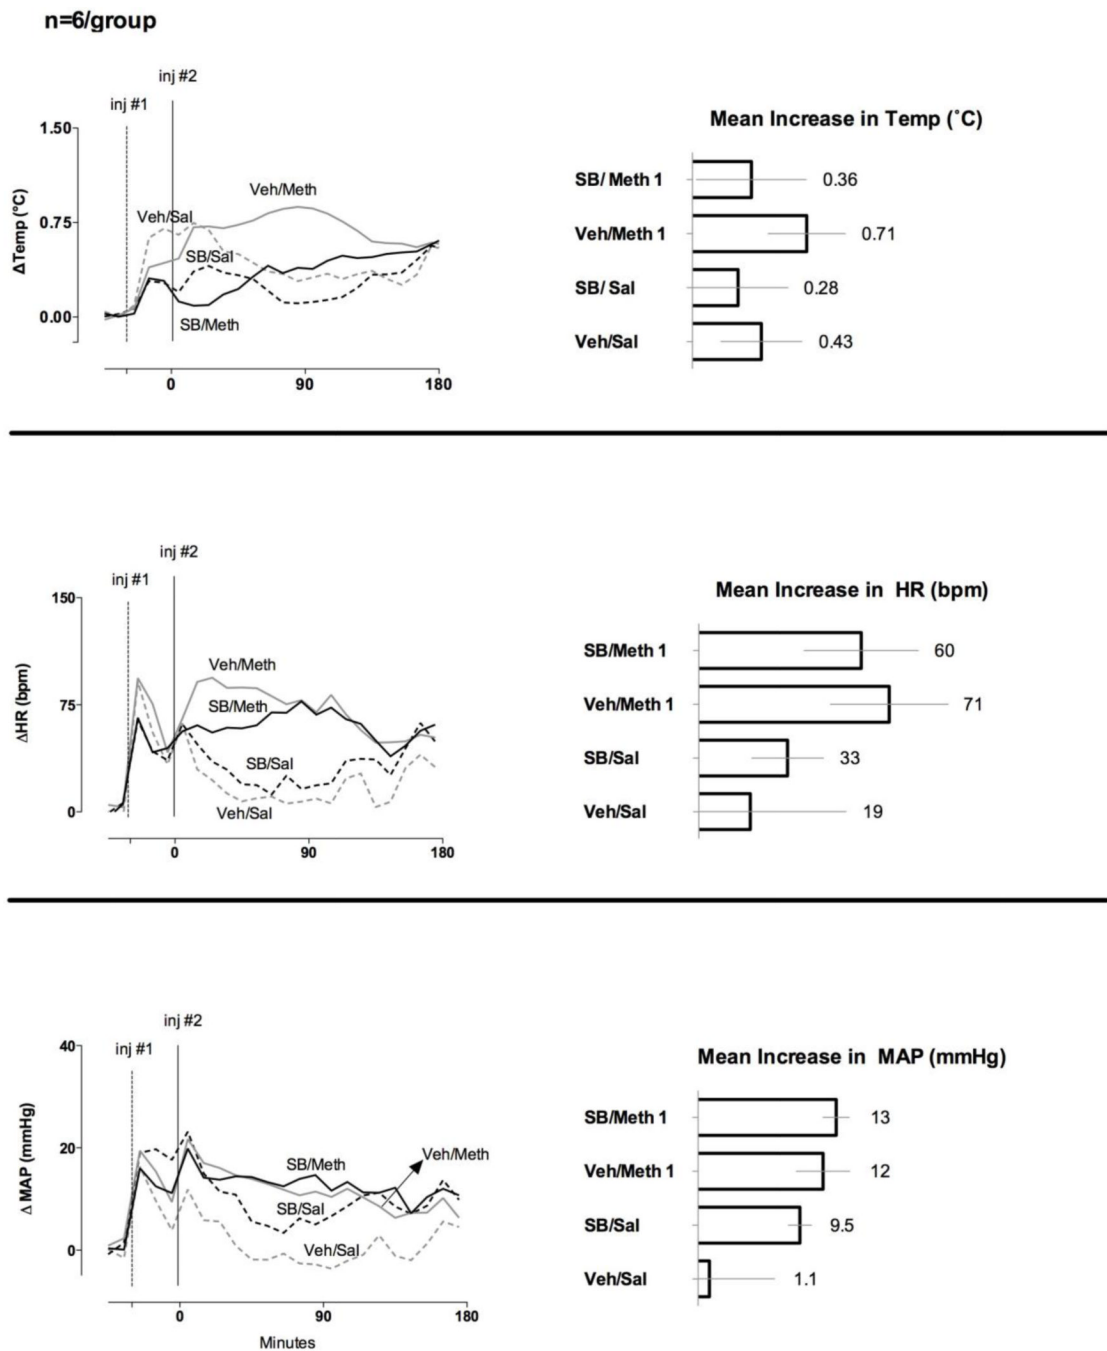 n=6/group
inj #2
inj #1
1.50
0.75
0.00
ΔTemp (°C)
Veh/Meth
Veh/Sal
SB/Sal
SB/Meth
0 90 180
Mean Increase in Temp (˚C)
SB/ Meth 1 0.36
Veh/Meth 1 0.71
SB/ Sal 0.28
Veh/Sal 0.43
inj #2
inj #1
150
75
0
ΔHR (bpm)
Veh/Meth
SB/Meth
SB/Sal
Veh/Sal
0 90 180
Mean Increase in HR (bpm)
SB/Meth 1 60
Veh/Meth 1 71
SB/Sal 33
Veh/Sal 19
inj #2
inj #1
40
20
0
Δ MAP (mmHg)
Veh/Meth
SB/Meth
SB/Sal
Veh/Sal
0 90 180
Minutes
Mean Increase in MAP (mmHg)
SB/Meth 1 13
Veh/Meth 1 12
SB/Sal 9.5
Veh/Sal 1.1